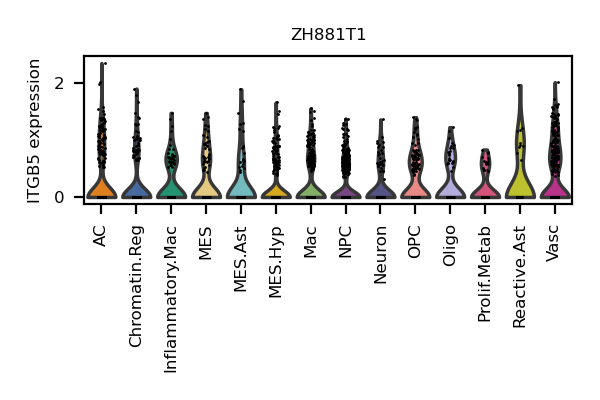 ZH881T1
ITGB5 expression
2
0
AC
Chromatin.Reg
Inflammatory.Mac
MES
MES.Ast
MES.Hyp
Mac
NPC
Neuron
OPC
Oligo
Prolif.Metab
Reactive.Ast
Vasc